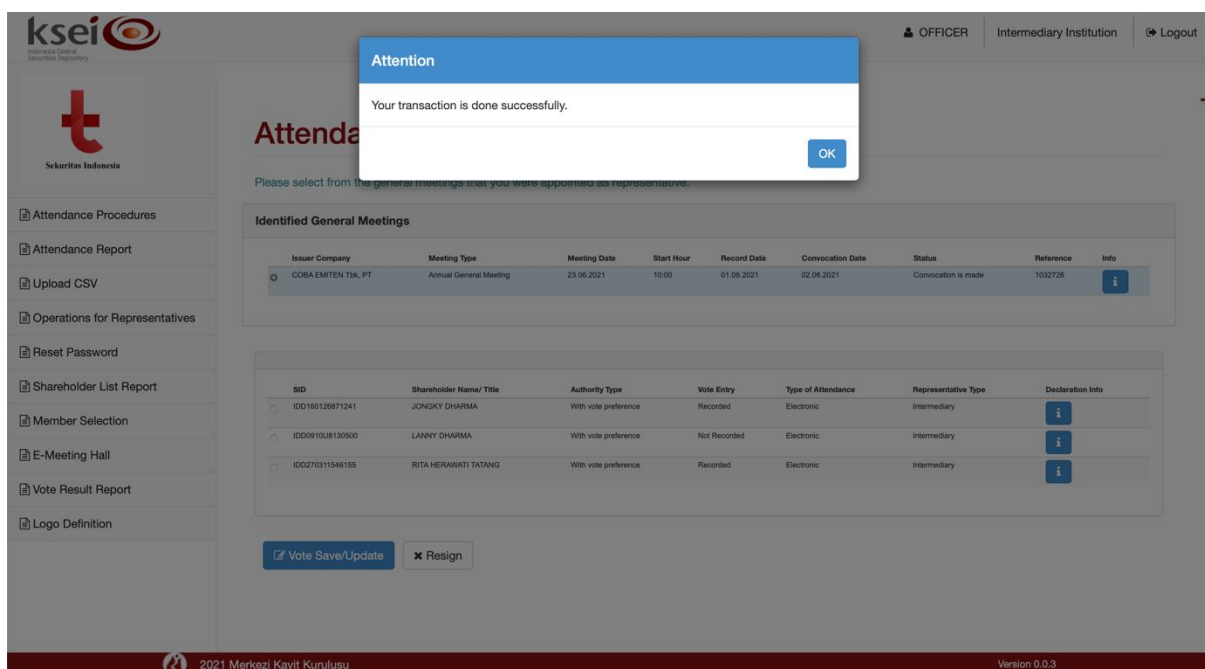 ksei
Indonesia Central
Securities Depository
OFFICER
Intermediary Institution
Logout
Attention
Your transaction is done successfully.
OK
t
Sekuritas Indonesia
Attenda
Please select from the general meetings that you were appointed as representative.
Attendance Procedures
Attendance Report
Upload CSV
Operations for Representatives
Reset Password
Shareholder List Report
Member Selection
E-Meeting Hall
Vote Result Report
Logo Definition
Identified General Meetings
Issuer Company Meeting Type Meeting Date Start Hour Record Date Convocation Date Status Reference Info
COBA EMITEN Tbk, PT Annual General Meeting 23.06.2021 10:00 01.06.2021 02.06.2021 Convocation is made 1032726 i
SID Shareholder Name/ Title Authority Type Vote Entry Type of Attendance Representative Type Declaration Info
IDD160126871241 JONGKY DHARMA With vote preference Recorded Electronic Intermediary i
IDD0910U8130500 LANNY DHARMA With vote preference Not Recorded Electronic Intermediary i
IDD270311546155 RITA HERAWATI TATANG With vote preference Recorded Electronic Intermediary i
Vote Save/Update
Resign
2021 Merkezi Kayıt Kuruluşu
Version 0.0.3